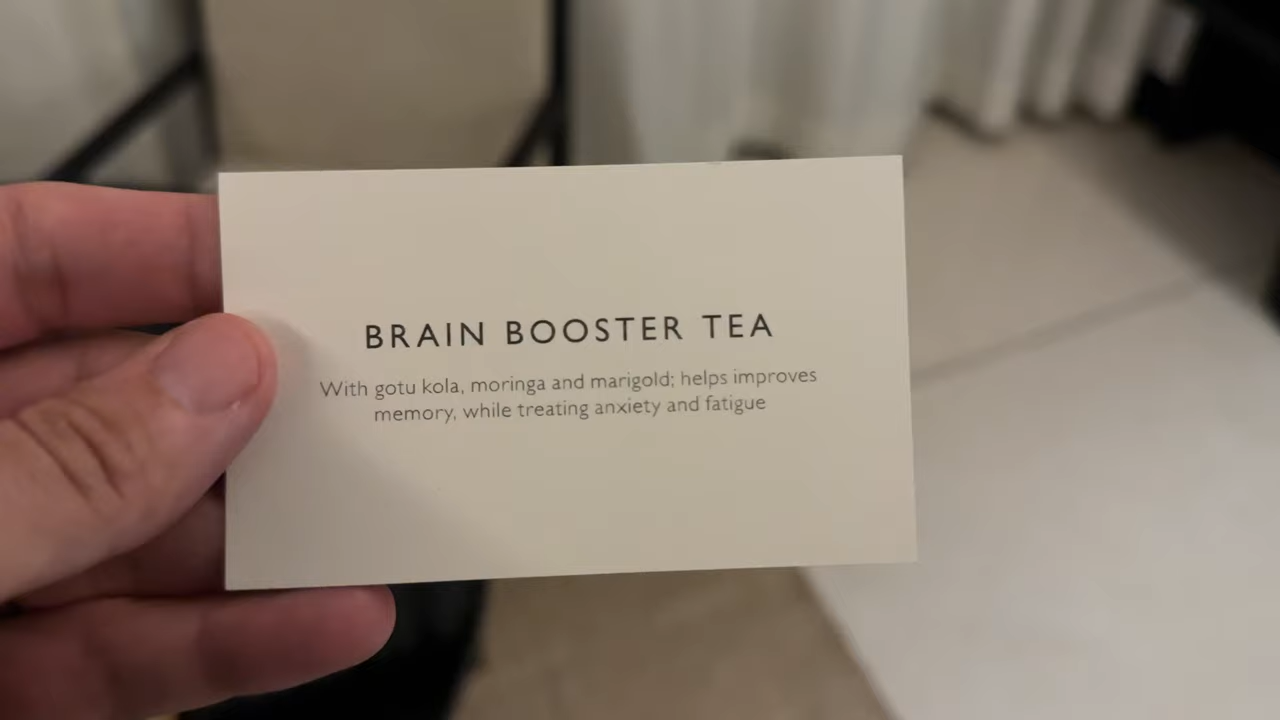 BRAIN BOOSTER TEA
With gotu kola, moringa and marigold; helps improves
memory, while treating anxiety and fatigue